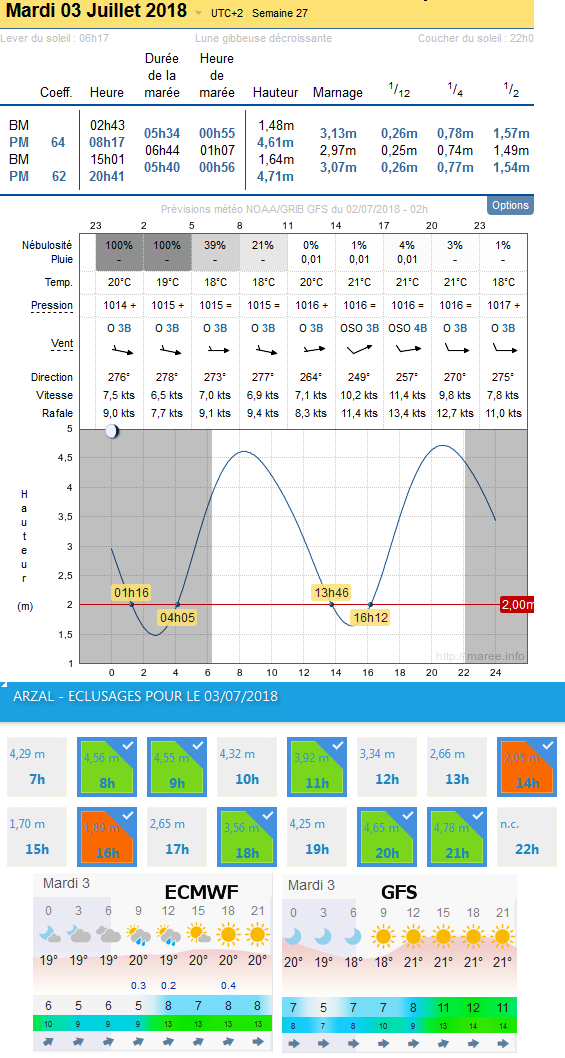 Mardi 03 Juillet 2018 UTC+2 Semaine 27
Lever du soleil : 06h17 Lune gibbeuse décroissante Coucher du soleil : 22h0
Coeff. Heure Durée de la marée Heure de marée Hauteur Marnage 1/12 1/4 1/2
BM 02h43 1,48m
PM 64 08h17 05h34 00h55 4,61m 3,13m 0,26m 0,78m 1,57m
BM 15h01 06h44 01h07 1,64m 2,97m 0,25m 0,74m 1,49m
PM 62 20h41 05h40 00h56 4,71m 3,07m 0,26m 0,77m 1,54m
Prévisions météo NOAA/GRIB GFS du 02/07/2018 - 02h
Options
23 2 5 8 11 14 17 20 23
Nébulosité 100% 100% 39% 21% 0% 1% 4% 3% 1%
Pluie - - - - 0,01 0,01 0,01 - -
Temp. 20°C 19°C 18°C 18°C 20°C 21°C 21°C 21°C 18°C
Pression 1014 + 1015 + 1015 = 1015 = 1016 + 1016 = 1016 = 1016 = 1017 +
Vent O 3B O 3B O 3B O 3B O 3B OSO 3B OSO 4B O 3B O 3B
Direction 276° 278° 273° 277° 264° 249° 257° 270° 275°
Vitesse 7,5 kts 6,5 kts 7,0 kts 6,9 kts 7,1 kts 10,2 kts 11,4 kts 9,8 kts 7,8 kts
Rafale 9,0 kts 7,7 kts 9,1 kts 9,4 kts 8,3 kts 11,4 kts 13,4 kts 12,7 kts 11,0 kts
Hauteur (m)
5
4,5
4
3,5
3
2,5
2
1,5
1
01h16
04h05
13h46
16h12
2,00m
http://maree.info
0 2 4 6 8 10 12 14 16 18 20 22 24
ARZAL - ECLUSAGES POUR LE 03/07/2018
4,29 m 4,56 m 4,55 m 4,32 m 3,92 m 3,34 m 2,66 m 2,05 m
7h 8h 9h 10h 11h 12h 13h 14h
1,70 m 1,89 m 2,65 m 3,56 m 4,25 m 4,65 m 4,78 m n.c.
15h 16h 17h 18h 19h 20h 21h 22h
Mardi 3 ECMWF
0 3 6 9 12 15 18 21
19° 19° 19° 20° 20° 20° 20° 20°
0.3 0.2 0.4
6 5 5 5 8 7 8 8
10 9 9 9 13 13 13 13
Mardi 3 GFS
0 3 6 9 12 15 18 21
20° 19° 18° 18° 21° 21° 21° 21°
7 5 7 7 8 11 12 11
8 7 8 10 11 13 14 14